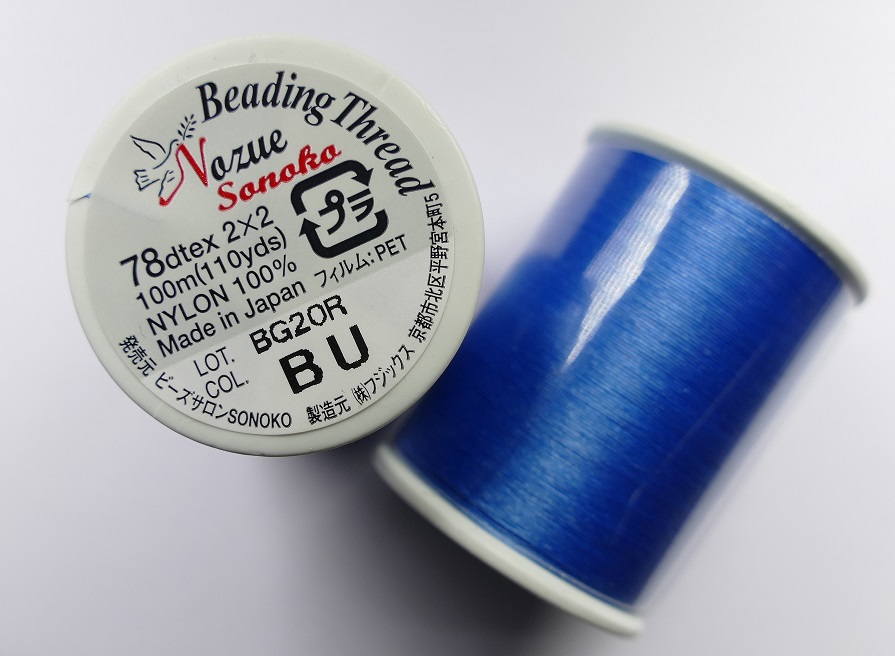 Beading Thread
Nozue
Sonoko
プラ
78dtex 2×2
100m(110yds)
NYLON 100%
Made in Japan
フィルム:PET
LOT. BG20R
COL. BU
発売元 ビーズサロンSONOKO 製造元 ㈱フジックス 京都市北区平野宮本町5